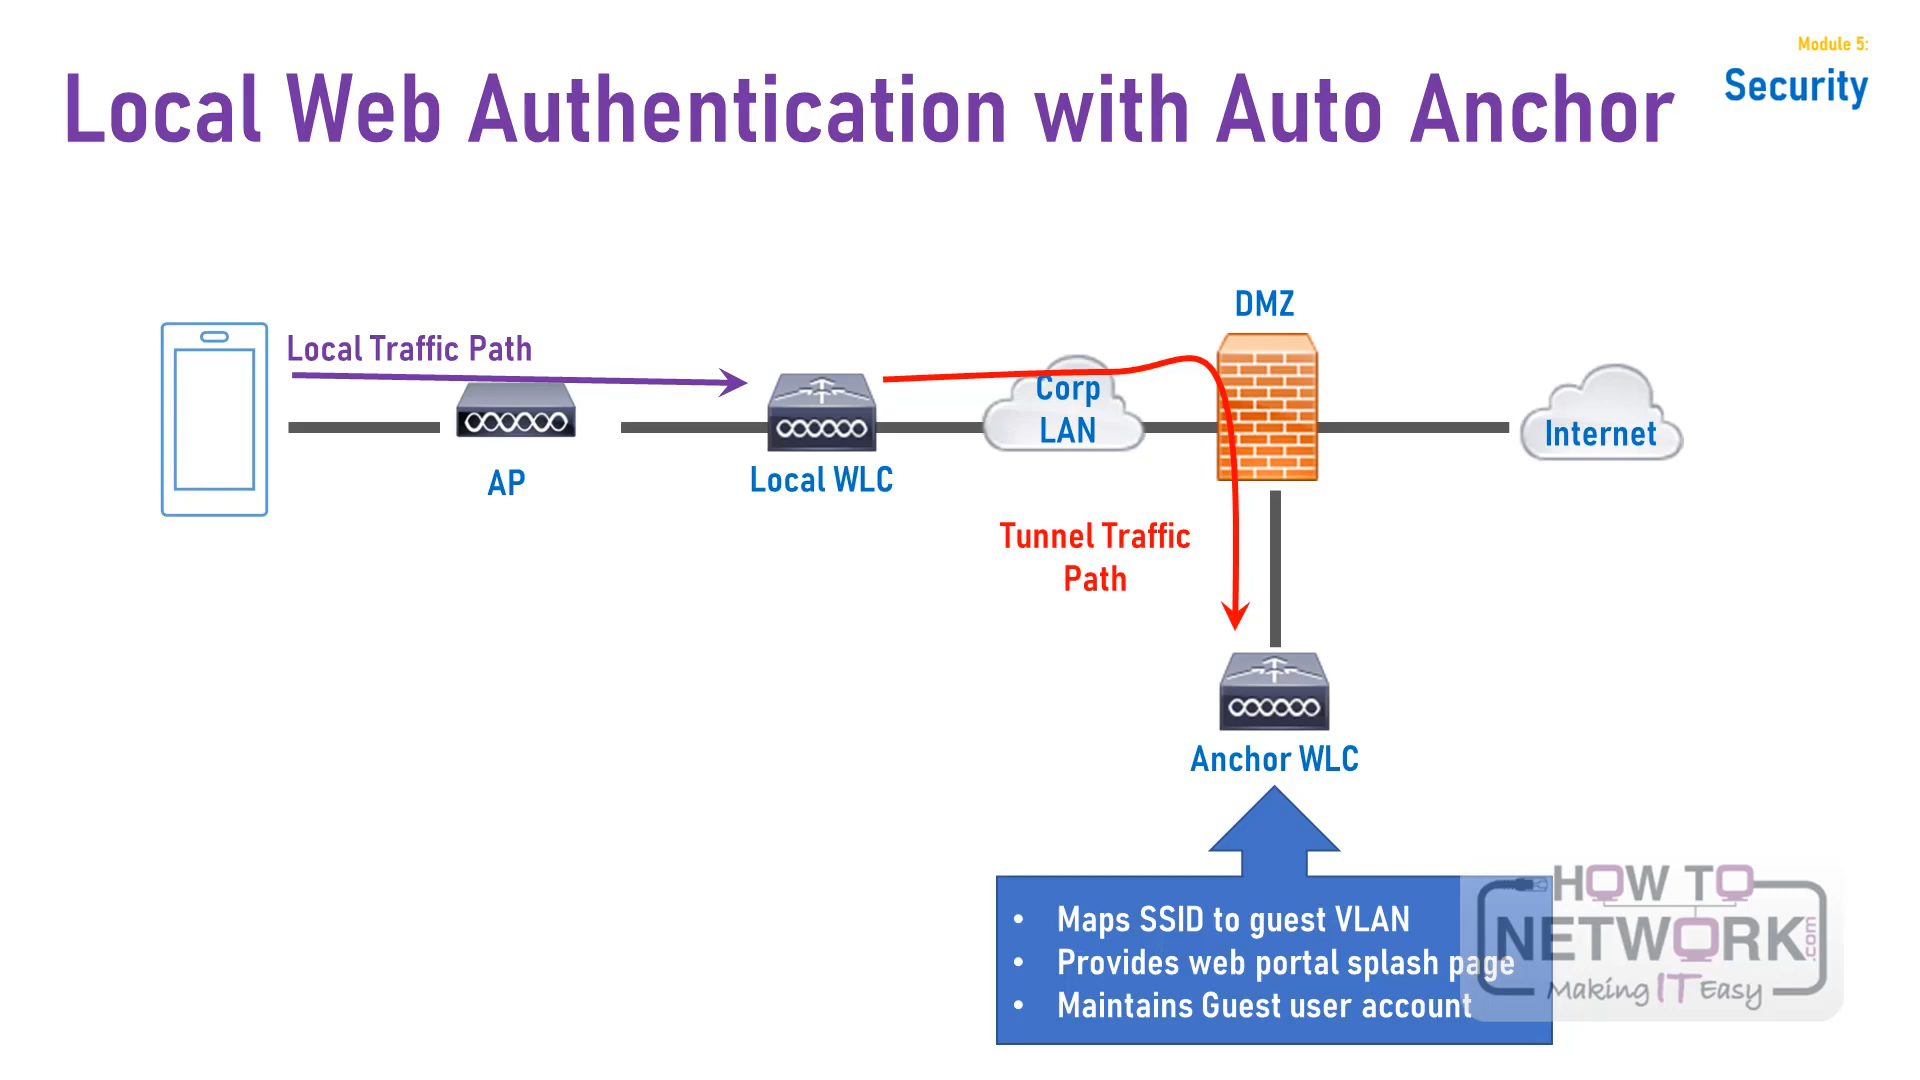 Module 5:
Security
Local Web Authentication with Auto Anchor
DMZ
Local Traffic Path
Corp
LAN
Internet
AP
Local WLC
Tunnel Traffic
Path
Anchor WLC
• Maps SSID to guest VLAN
• Provides web portal splash page
• Maintains Guest user account
HOW TO
NETWORK.com
Making IT Easy